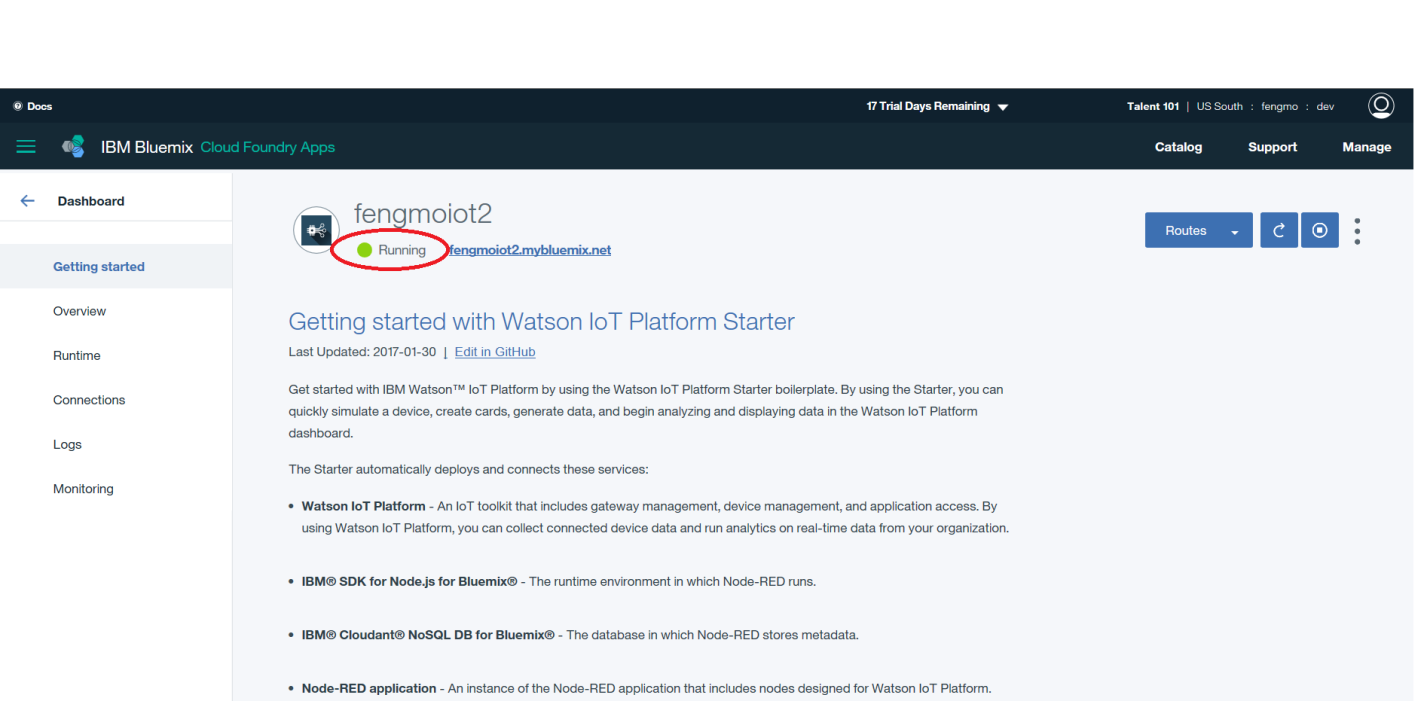 Docs
17 Trial Days Remaining
Talent 101 | US South : fengmo : dev
IBM Bluemix Cloud Foundry Apps
Catalog
Support
Manage
Dashboard
fengmoiot2
Running
fengmoiot2.mybluemix.net
Routes
Getting started
Overview
Runtime
Connections
Logs
Monitoring
Getting started with Watson IoT Platform Starter
Last Updated: 2017-01-30 | Edit in GitHub
Get started with IBM Watson™ IoT Platform by using the Watson IoT Platform Starter boilerplate. By using the Starter, you can
quickly simulate a device, create cards, generate data, and begin analyzing and displaying data in the Watson IoT Platform
dashboard.
The Starter automatically deploys and connects these services:
• Watson IoT Platform - An IoT toolkit that includes gateway management, device management, and application access. By
using Watson IoT Platform, you can collect connected device data and run analytics on real-time data from your organization.
• IBM® SDK for Node.js for Bluemix® - The runtime environment in which Node-RED runs.
• IBM® Cloudant® NoSQL DB for Bluemix® - The database in which Node-RED stores metadata.
• Node-RED application - An instance of the Node-RED application that includes nodes designed for Watson IoT Platform.